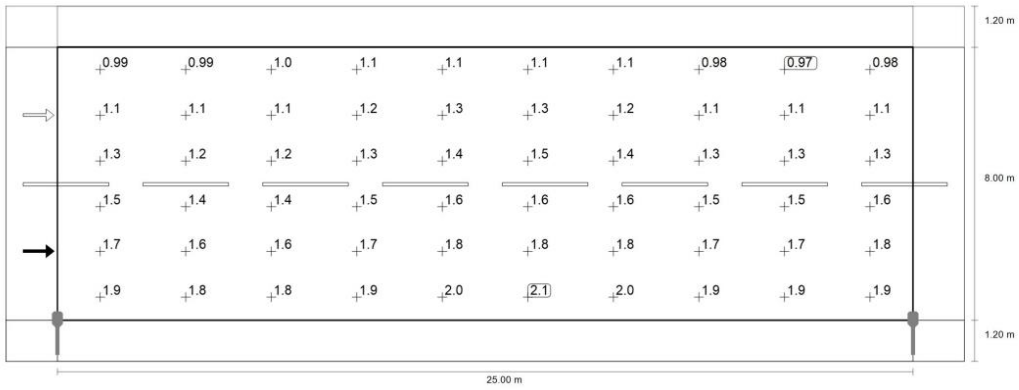 1.20 m
0.99 0.99 1.0 1.1 1.1 1.1 1.1 0.98 0.97 0.98
1.1 1.1 1.1 1.2 1.3 1.3 1.2 1.1 1.1 1.1
1.3 1.2 1.2 1.3 1.4 1.5 1.4 1.3 1.3 1.3
8.00 m
1.5 1.4 1.4 1.5 1.6 1.6 1.6 1.5 1.5 1.6
1.7 1.6 1.6 1.7 1.8 1.8 1.8 1.7 1.7 1.8
1.9 1.8 1.8 1.9 2.0 2.1 2.0 1.9 1.9 1.9
1.20 m
25.00 m